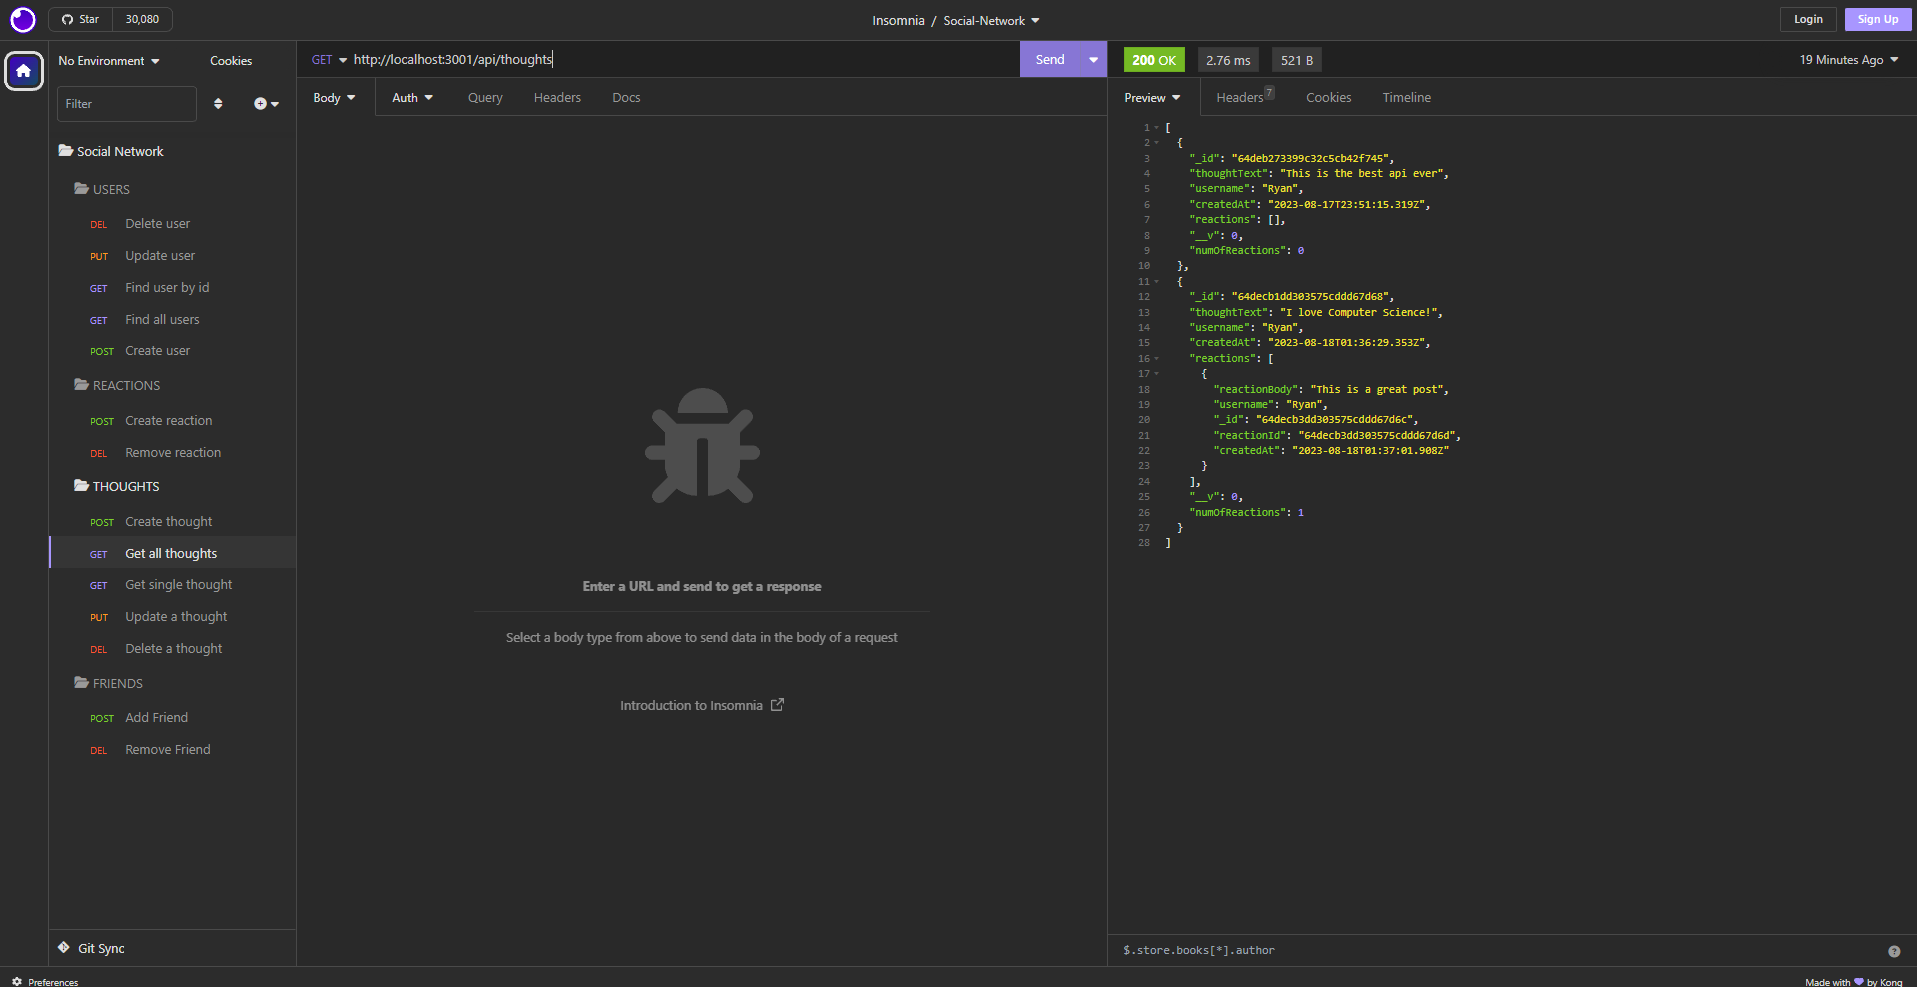 Star 30,080
Insomnia / Social-Network
Login Sign Up
No Environment Cookies
Filter
Social Network
USERS
DEL Delete user
PUT Update user
GET Find user by id
GET Find all users
POST Create user
REACTIONS
POST Create reaction
DEL Remove reaction
THOUGHTS
POST Create thought
GET Get all thoughts
GET Get single thought
PUT Update a thought
DEL Delete a thought
FRIENDS
POST Add Friend
DEL Remove Friend
Git Sync
GET http://localhost:3001/api/thoughts Send
Body Auth Query Headers Docs
Enter a URL and send to get a response
Select a body type from above to send data in the body of a request
Introduction to Insomnia
200 OK 2.76 ms 521 B 19 Minutes Ago
Preview Headers 7 Cookies Timeline
1 [
2 {
3 "_id": "64deb273399c32c5cb42f745",
4 "thoughtText": "This is the best api ever",
5 "username": "Ryan",
6 "createdAt": "2023-08-17T23:51:15.319Z",
7 "reactions": [],
8 "__v": 0,
9 "numOfReactions": 0
10 },
11 {
12 "_id": "64decb1dd303575cddd67d68",
13 "thoughtText": "I love Computer Science!",
14 "username": "Ryan",
15 "createdAt": "2023-08-18T01:36:29.353Z",
16 "reactions": [
17 {
18 "reactionBody": "This is a great post",
19 "username": "Ryan",
20 "_id": "64decb3dd303575cddd67d6c",
21 "reactionId": "64decb3dd303575cddd67d6d",
22 "createdAt": "2023-08-18T01:37:01.908Z"
23 }
24 ],
25 "__v": 0,
26 "numOfReactions": 1
27 }
28 ]
$.store.books[*].author
Preferences
Made with by Kong